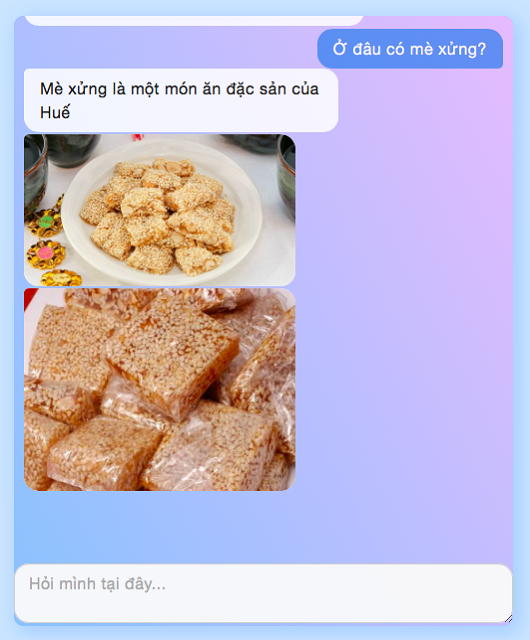 Ở đâu có mè xửng?
Mè xửng là một món ăn đặc sản của
Huế
Hỏi mình tại đây...